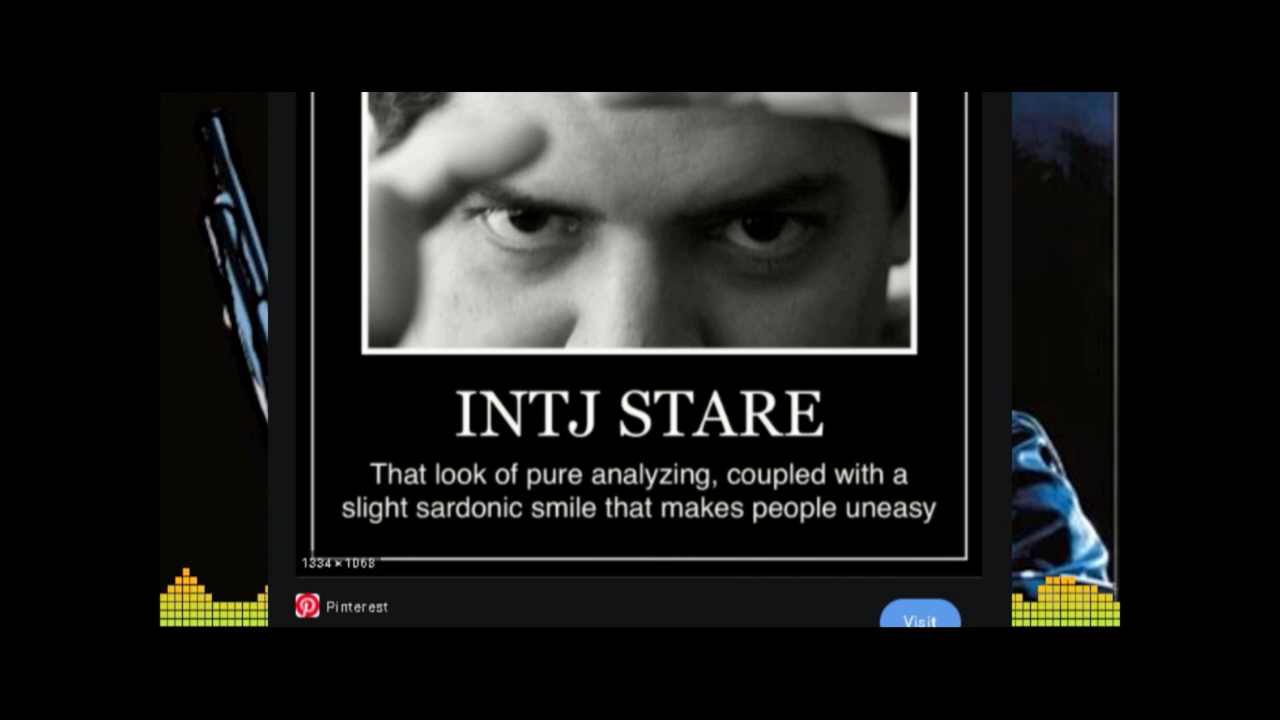 INTJ STARE
That look of pure analyzing, coupled with a
slight sardonic smile that makes people uneasy
1334 × 1068
Pinterest
Visit